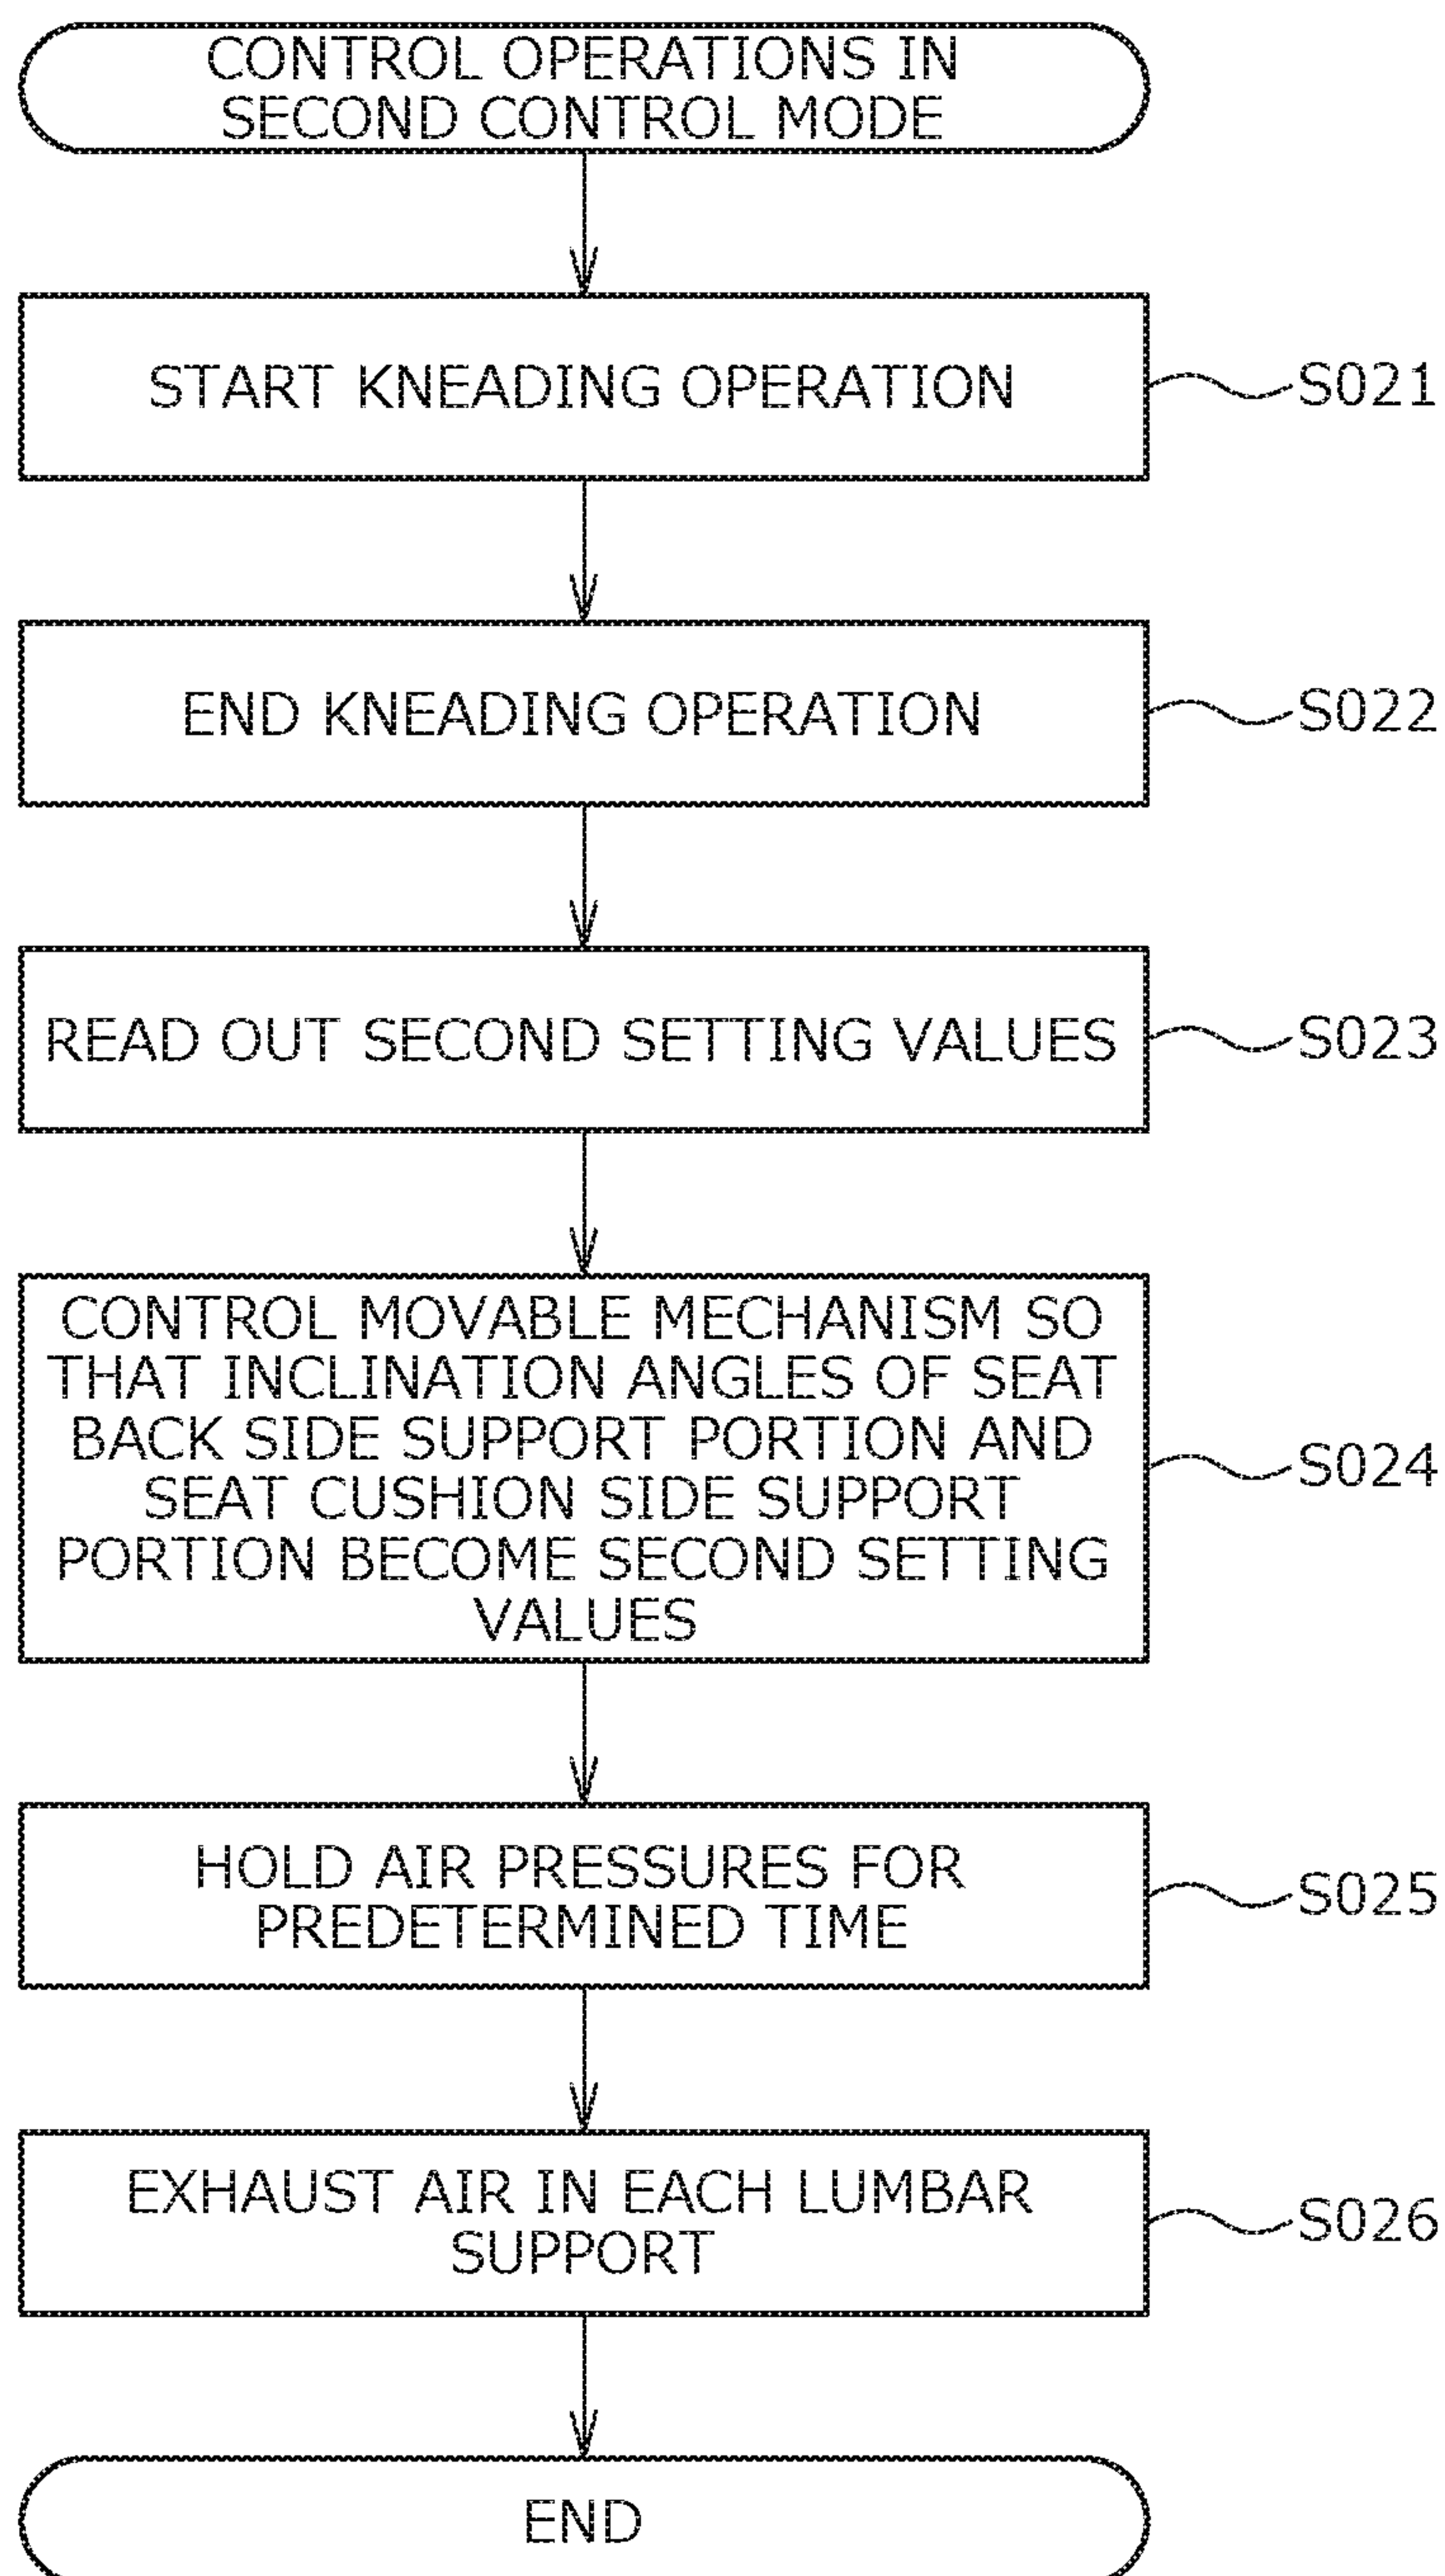 CONTROL OPERATIONS IN
SECOND CONTROL MODE
START KNEADING OPERATION
S021
END KNEADING OPERATION
S022
READ OUT SECOND SETTING VALUES
S023
CONTROL MOVABLE MECHANISM SO
THAT INCLINATION ANGLES OF SEAT
BACK SIDE SUPPORT PORTION AND
SEAT CUSHION SIDE SUPPORT
PORTION BECOME SECOND SETTING
VALUES
S024
HOLD AIR PRESSURES FOR
PREDETERMINED TIME
S025
EXHAUST AIR IN EACH LUMBAR
SUPPORT
S026
END